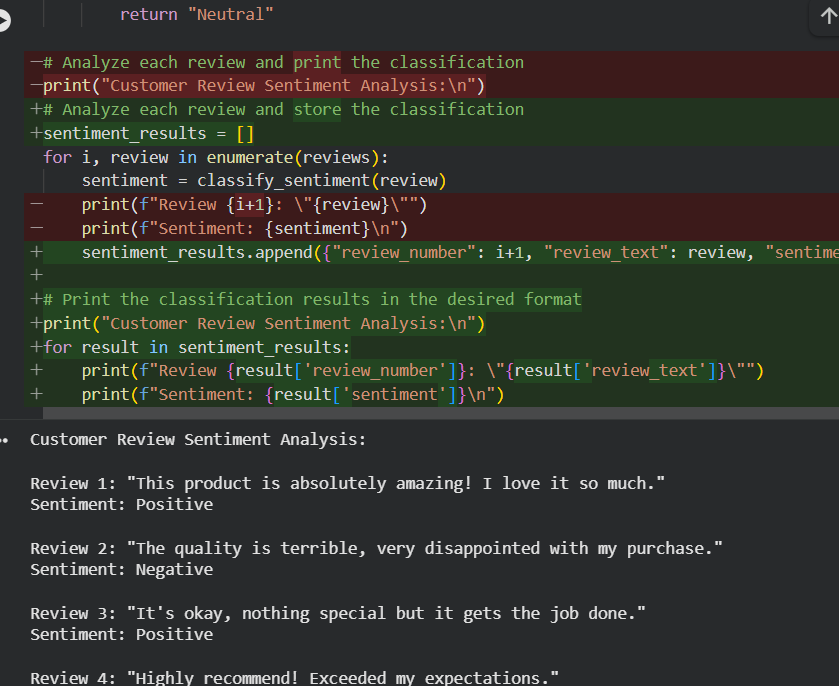 return "Neutral"
-# Analyze each review and print the classification
-print("Customer Review Sentiment Analysis:\n")
+# Analyze each review and store the classification
+sentiment_results = []
for i, review in enumerate(reviews):
    sentiment = classify_sentiment(review)
-    print(f"Review {i+1}: \"{review}\"")
-    print(f"Sentiment: {sentiment}\n")
+    sentiment_results.append({"review_number": i+1, "review_text": review, "sentime
+
+# Print the classification results in the desired format
+print("Customer Review Sentiment Analysis:\n")
+for result in sentiment_results:
+    print(f"Review {result['review_number']}: \"{result['review_text']}\"")
+    print(f"Sentiment: {result['sentiment']}\n")
Customer Review Sentiment Analysis:
Review 1: "This product is absolutely amazing! I love it so much."
Sentiment: Positive
Review 2: "The quality is terrible, very disappointed with my purchase."
Sentiment: Negative
Review 3: "It's okay, nothing special but it gets the job done."
Sentiment: Positive
Review 4: "Highly recommend! Exceeded my expectations."